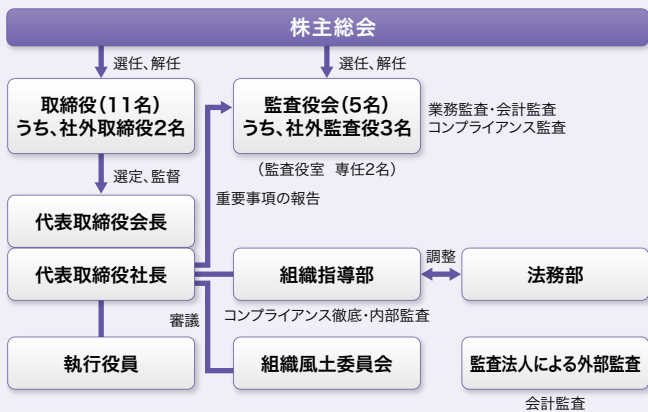 株主総会
選任、解任
選任、解任
取締役（11名）
うち、社外取締役2名
監査役会（5名）
うち、社外監査役3名
業務監査・会計監査
コンプライアンス監査
（監査役室　専任2名）
選定、監督
重要事項の報告
代表取締役会長
代表取締役社長
組織指導部
調整
法務部
コンプライアンス徹底・内部監査
審議
執行役員
組織風土委員会
監査法人による外部監査
会計監査